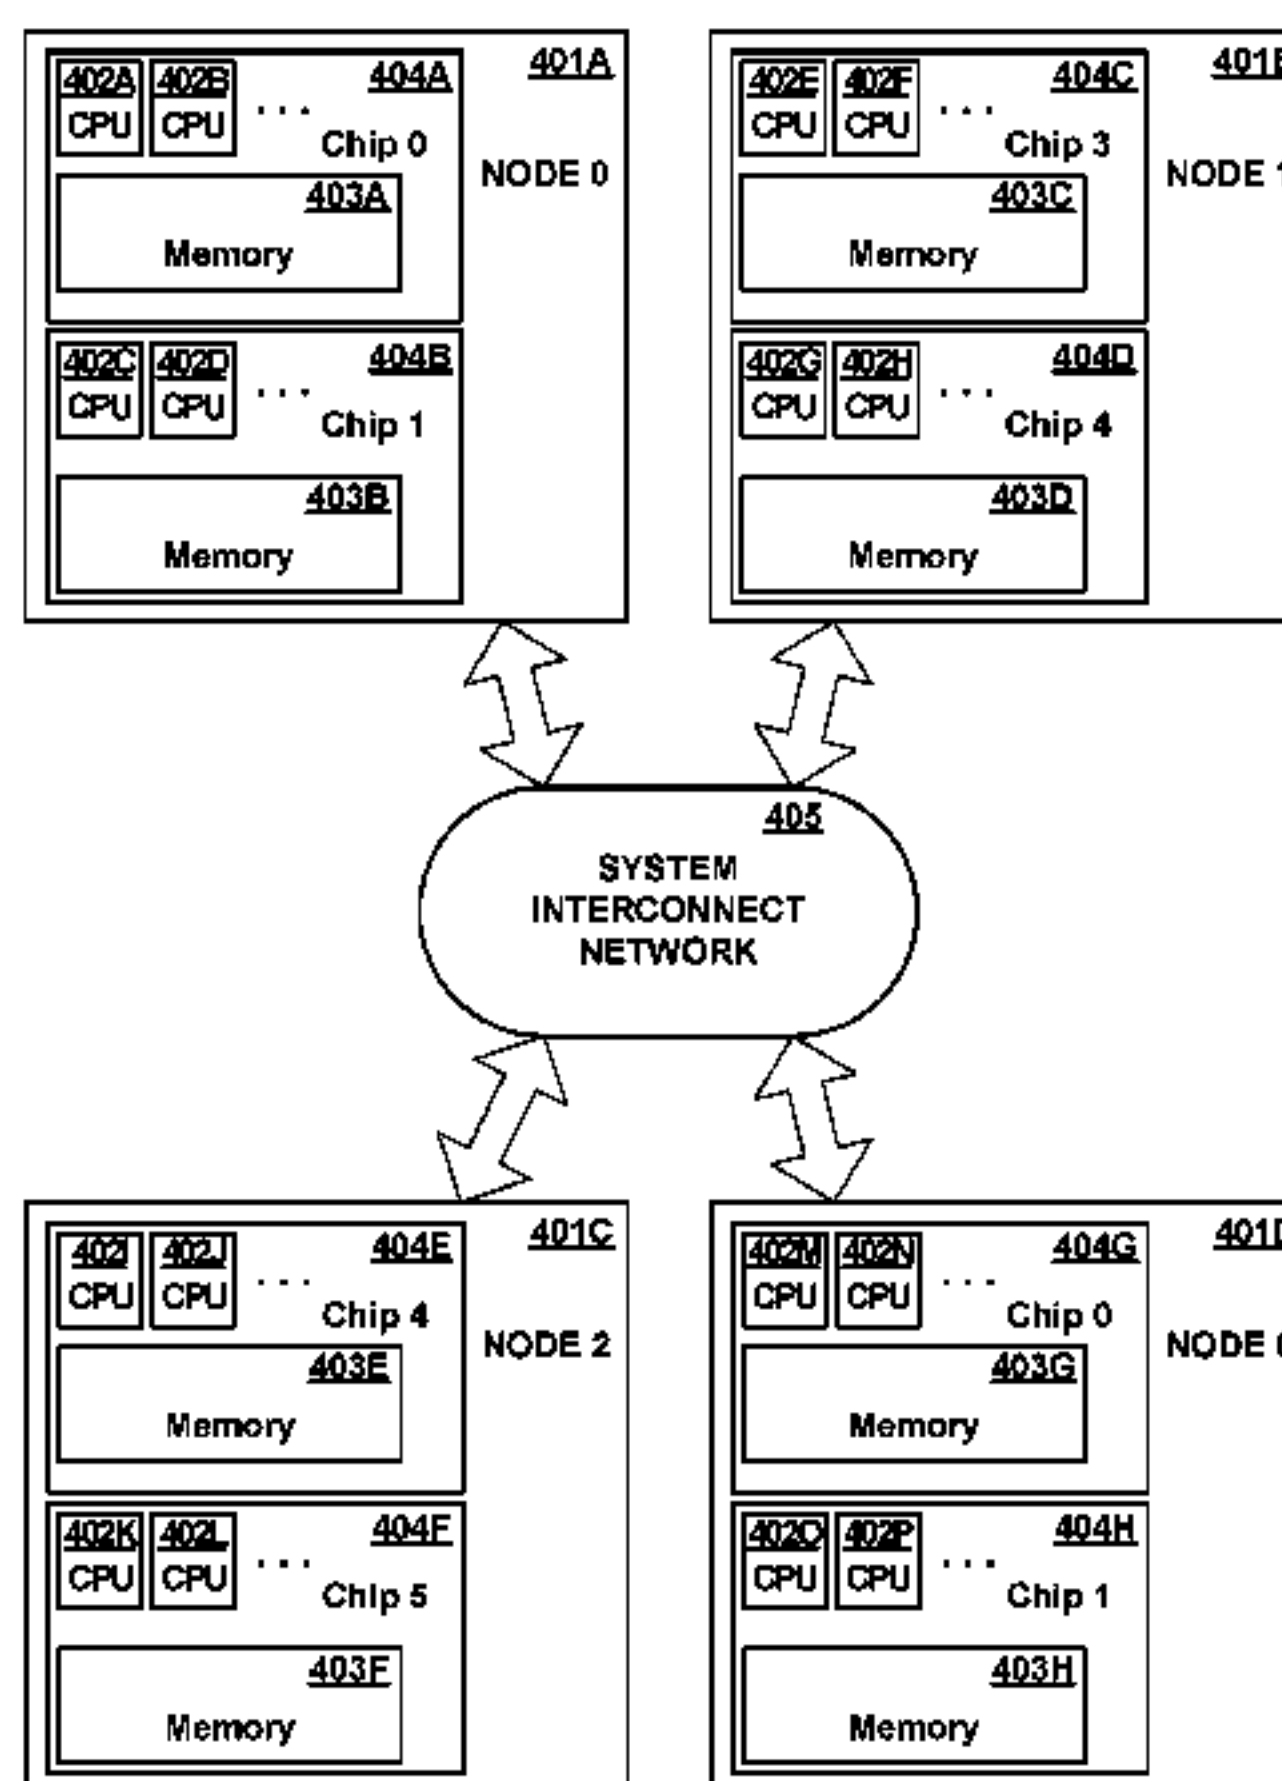 401A
402A 402B 404A
CPU CPU ... Chip 0
NODE 0
403A
Memory
402C 402D 404B
CPU CPU ... Chip 1
403B
Memory
402E 402F 404C
CPU CPU ... Chip 3
NODE 1
403C
Memory
402G 402H 404D
CPU CPU ... Chip 4
403D
Memory
405
SYSTEM
INTERCONNECT
NETWORK
401C
402I 402J 404E
CPU CPU ... Chip 4
NODE 2
403E
Memory
402K 402L 404F
CPU CPU ... Chip 5
403F
Memory
402M 402N 404G
CPU CPU ... Chip 0
NODE
403G
Memory
402O 402P 404H
CPU CPU ... Chip 1
403H
Memory